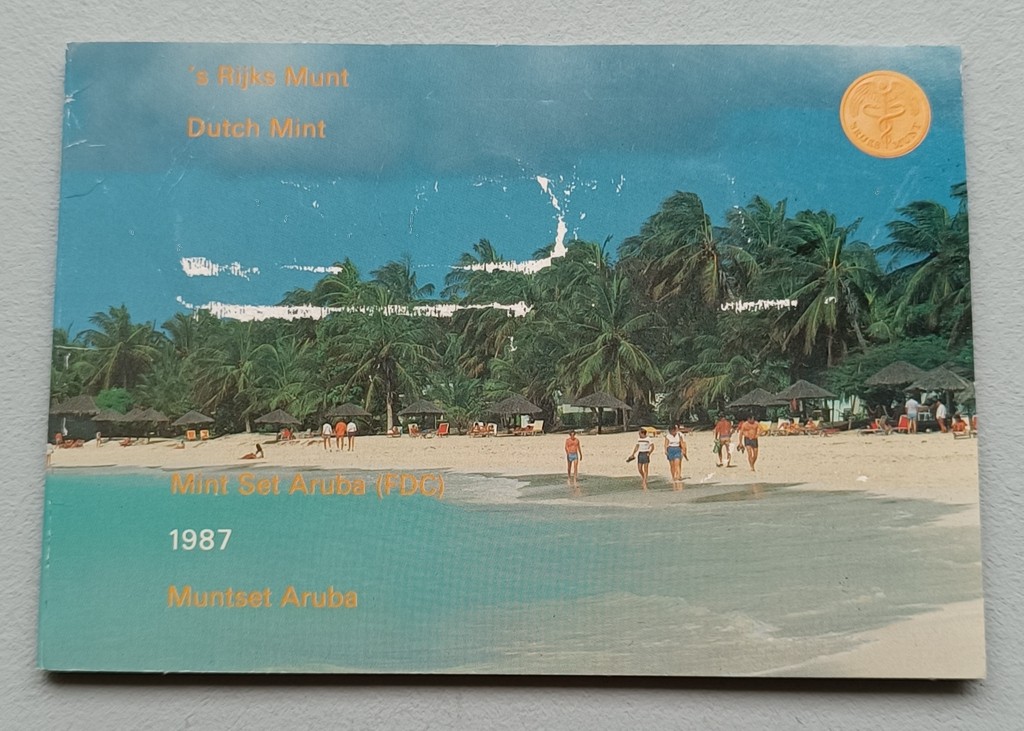 's Rijks Munt
Dutch Mint
Mint Set Aruba (FDC)
1987
Muntset Aruba